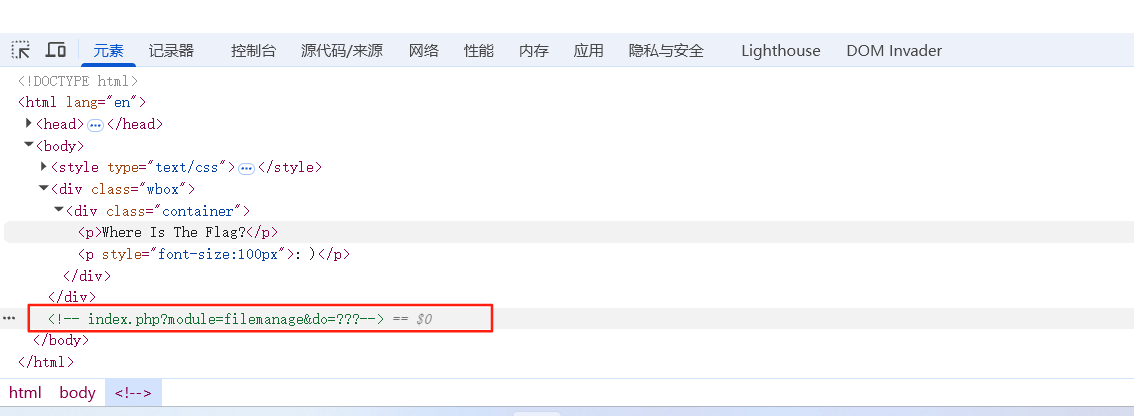 元素 记录器 控制台 源代码/来源 网络 性能 内存 应用 隐私与安全 Lighthouse DOM Invader
<!DOCTYPE html>
<html lang="en">
<head> ··· </head>
<body>
<style type="text/css"> ··· </style>
<div class="wbox">
<div class="container">
<p>Where Is The Flag?</p>
<p style="font-size:100px">: )</p>
</div>
</div>
··· <!-- index.php?module=filemanage&do=???--> == $0
</body>
</html>
html body <!-->